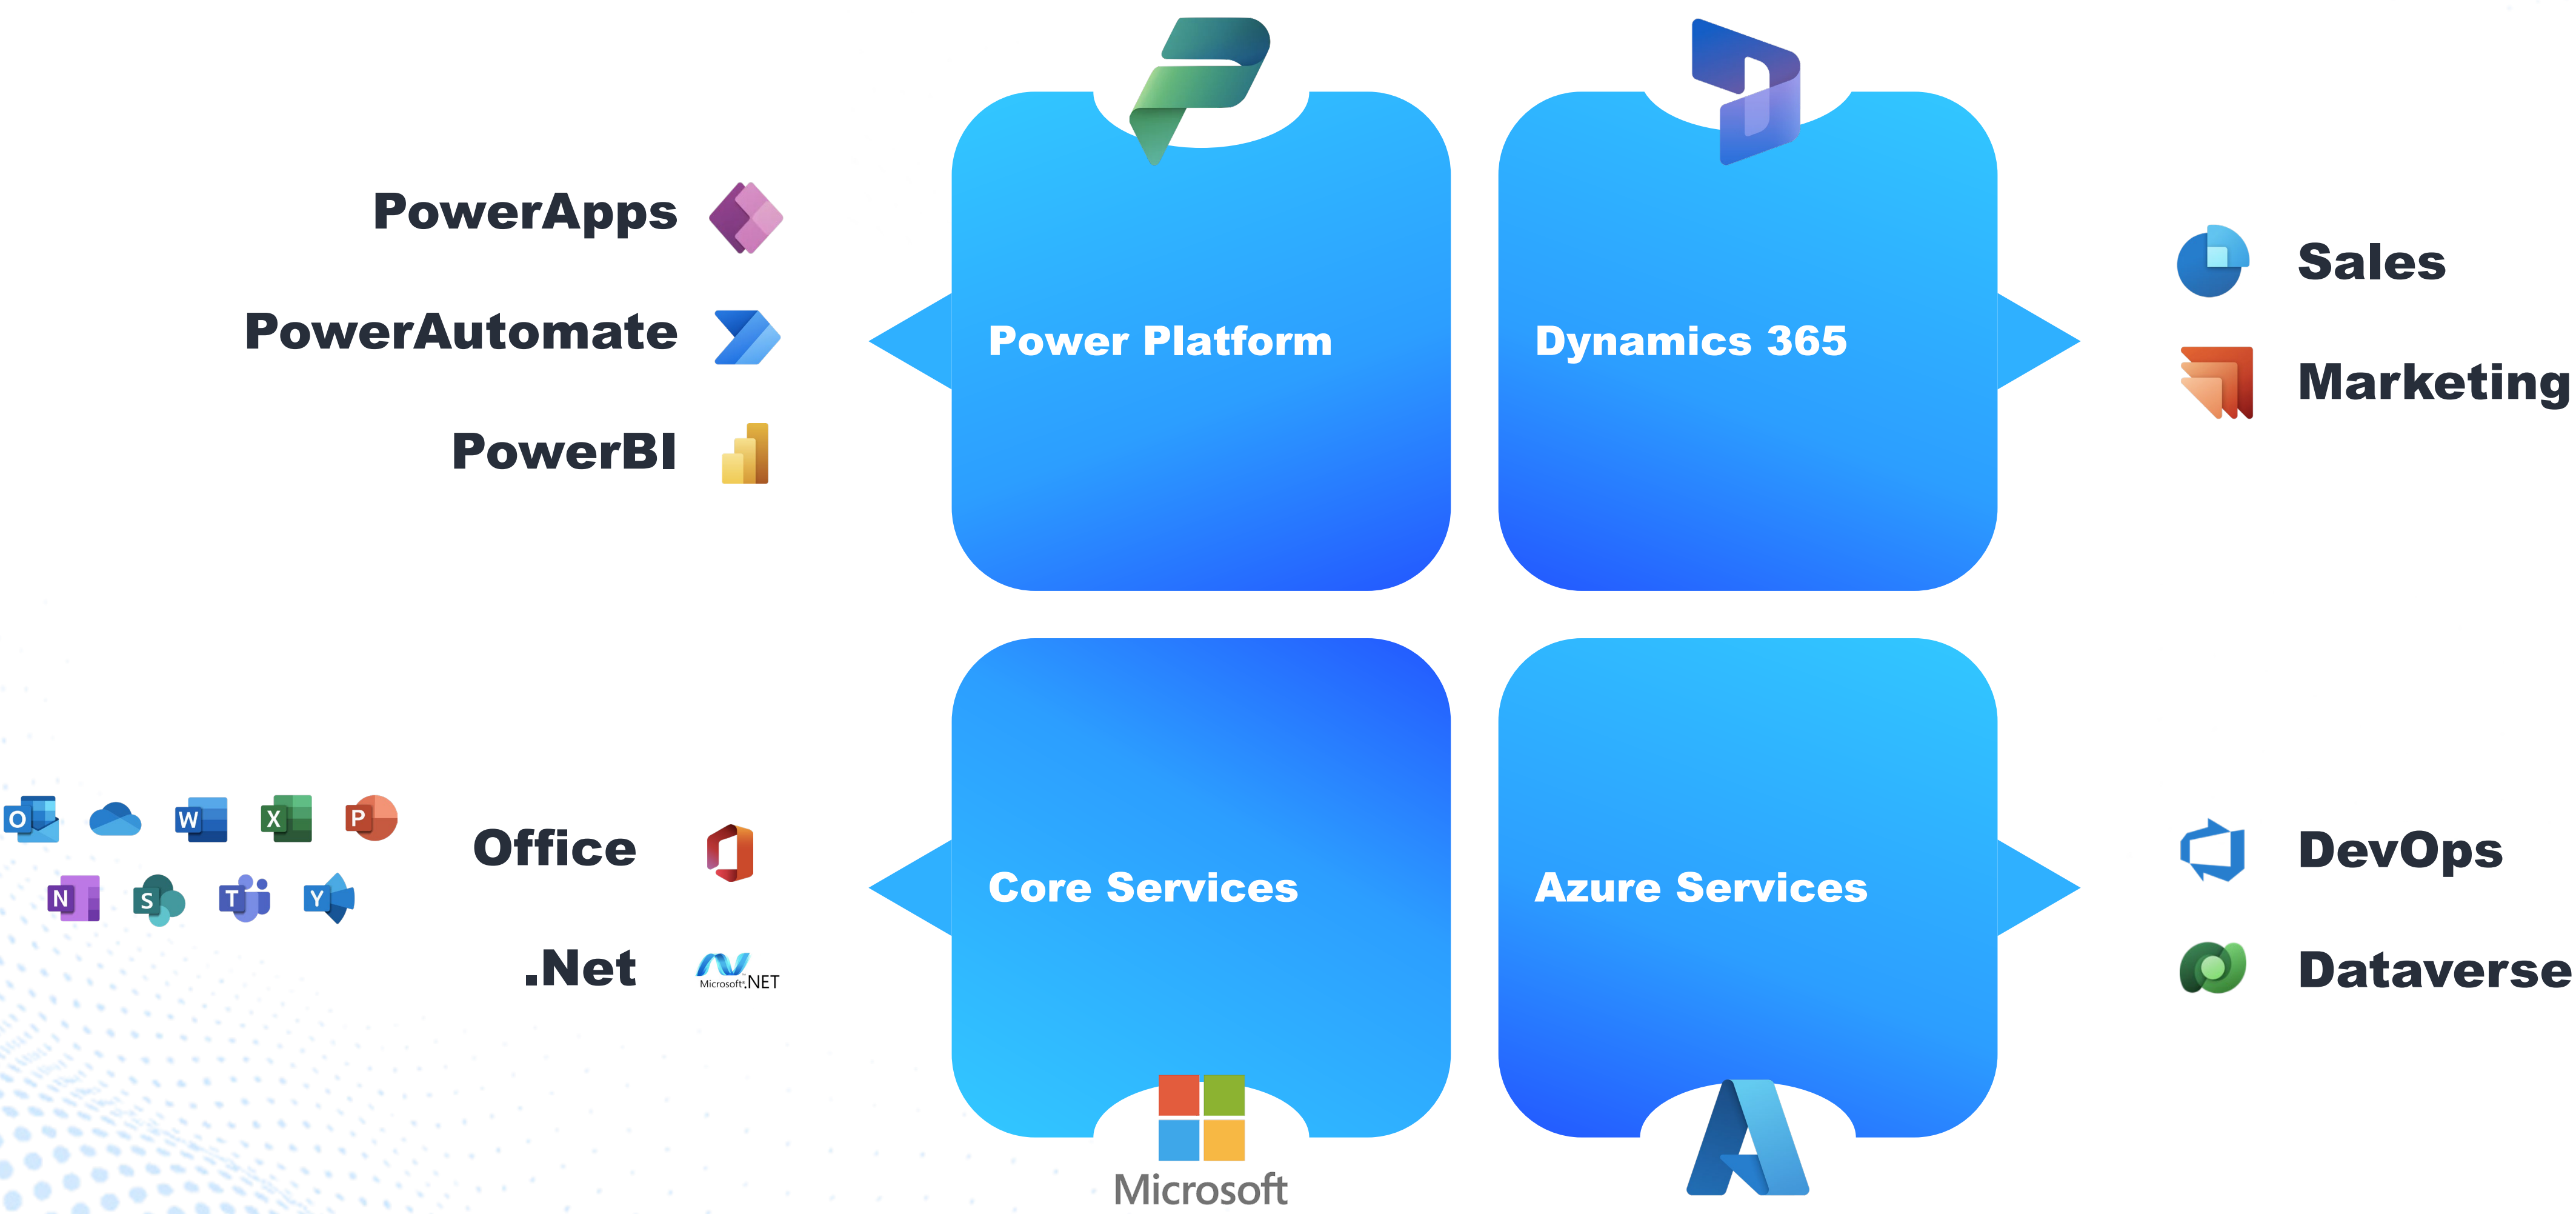 PowerApps
PowerAutomate
PowerBI
Power Platform
Dynamics 365
Sales
Marketing
O
W
X
P
N
S
T
Y
Office
.Net
Microsoft .NET
Core Services
Azure Services
DevOps
Dataverse
Microsoft